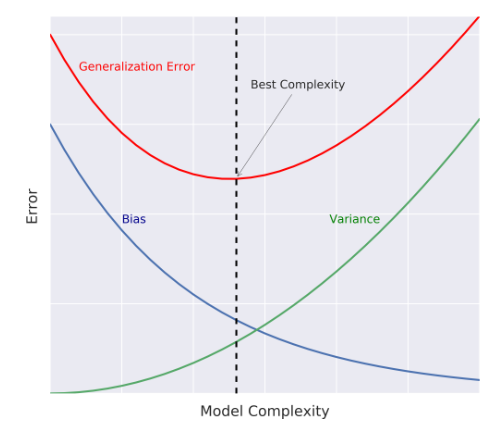 Generalization Error
Best Complexity
Bias
Variance
Error
Model Complexity